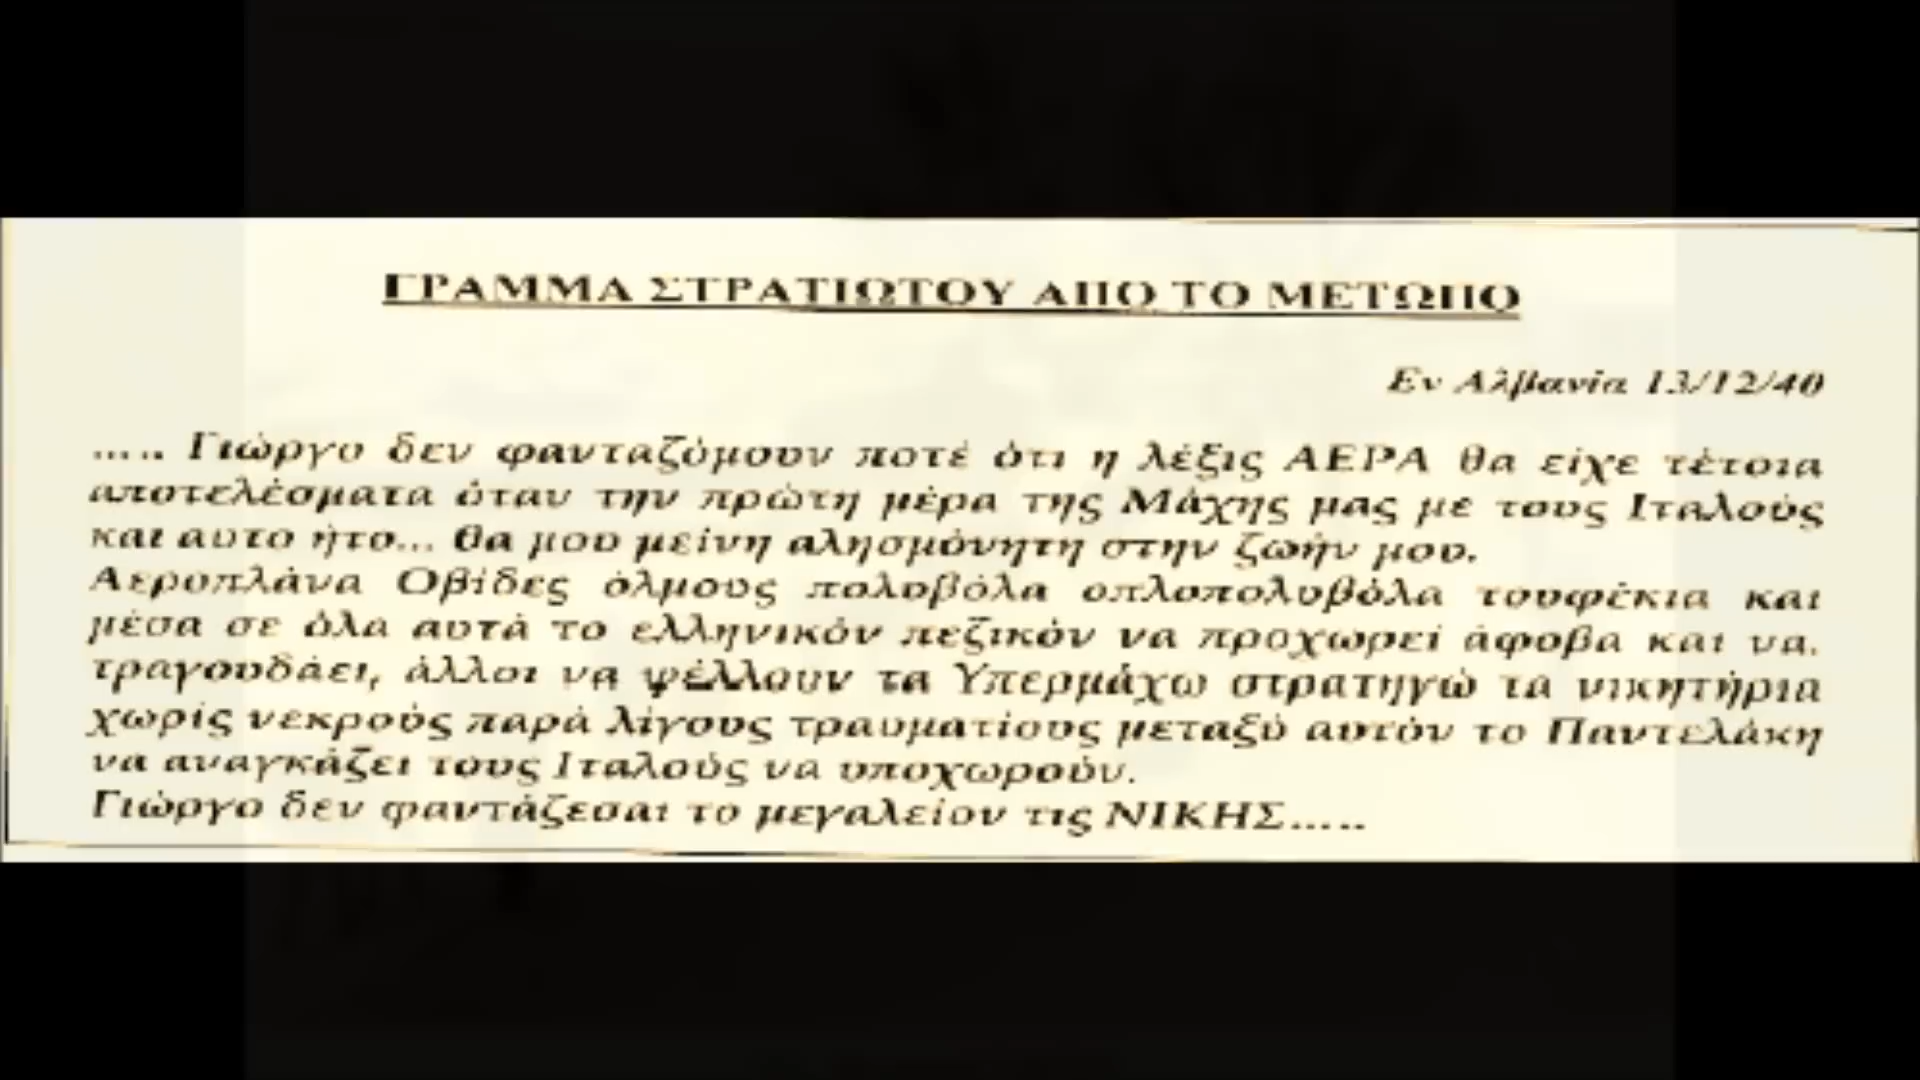 ΓΡΑΜΜΑ ΣΤΡΑΤΙΩΤΟΥ ΑΠΟ ΤΟ ΜΕΤΩΠΟ
Εν Αλβανία 13/12/40
..... Γιώργο δεν φανταζόμουν ποτέ ότι η λέξις ΑΕΡΑ θα είχε τέτοια
αποτελέσματα όταν την πρώτη μέρα της Μάχης μας με τους Ιταλούς
και αυτο ήτο... θα μου μείνη αλησμόνητη στην ζωήν μου.
Αεροπλάνα Οβίδες όλμους πολυβόλα οπλοπολυβόλα τουφέκια και
μέσα σε όλα αυτά το ελληνικόν πεζικόν να προχωρεί άφοβα και να.
τραγουδάει, άλλοι να ψέλλουν τα Υπερμάχω στρατηγώ τα νικητήρια
χωρίς νεκρούς παρά λίγους τραυματίους μεταξύ αυτόν το Παντελάκη
να αναγκάζει τους Ιταλούς να υποχωρούν.
Γιώργο δεν φαντάζεσαι το μεγαλείον τις ΝΙΚΗΣ.....